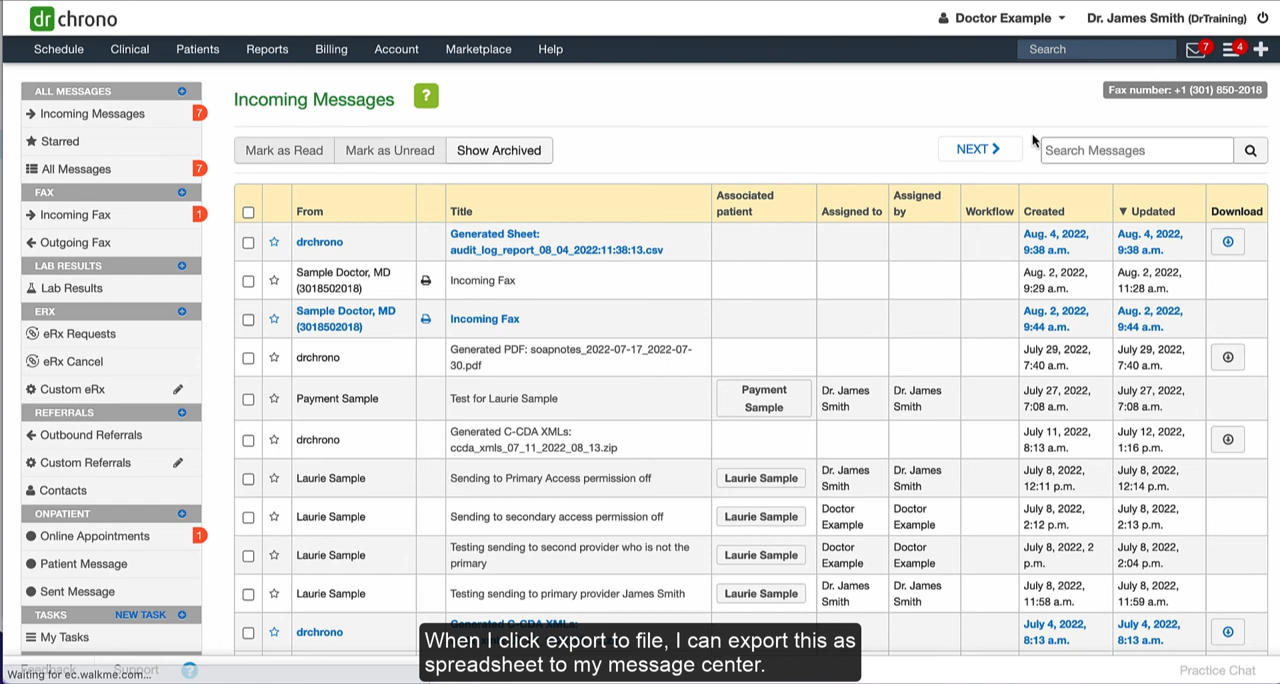 dr chrono
Doctor Example
Dr. James Smith (DrTraining)
Schedule Clinical Patients Reports Billing Account Marketplace Help
Search
7
4
ALL MESSAGES
Incoming Messages 7
Starred
All Messages 7
FAX
Incoming Fax 1
Outgoing Fax
LAB RESULTS
Lab Results
ERX
eRx Requests
eRx Cancel
Custom eRx
REFERRALS
Outbound Referrals
Custom Referrals
Contacts
ONPATIENT
Online Appointments 1
Patient Message
Sent Message
TASKS NEW TASK
My Tasks
Feedback Support ?
Waiting for ec.walkme.com...
Incoming Messages ?
Fax number: +1 (301) 850-2018
Mark as Read Mark as Unread Show Archived
NEXT
Search Messages
From Title Associated patient Assigned to Assigned by Workflow Created Updated Download
drchrono Generated Sheet: audit_log_report_08_04_2022:11:38:13.csv Aug. 4, 2022, 9:38 a.m. Aug. 4, 2022, 9:38 a.m.
Sample Doctor, MD (3018502018) Incoming Fax Aug. 2, 2022, 9:29 a.m. Aug. 2, 2022, 11:28 a.m.
Sample Doctor, MD (3018502018) Incoming Fax Aug. 2, 2022, 9:44 a.m. Aug. 2, 2022, 9:44 a.m.
drchrono Generated PDF: soapnotes_2022-07-17_2022-07-30.pdf July 29, 2022, 7:40 a.m. July 29, 2022, 7:40 a.m.
Payment Sample Test for Laurie Sample Payment Sample Dr. James Smith Dr. James Smith July 27, 2022, 7:08 a.m. July 27, 2022, 7:08 a.m.
drchrono Generated C-CDA XMLs: ccda_xmls_07_11_2022_08_13.zip July 11, 2022, 8:13 a.m. July 12, 2022, 1:16 p.m.
Laurie Sample Sending to Primary Access permission off Laurie Sample Dr. James Smith Dr. James Smith July 8, 2022, 12:11 p.m. July 8, 2022, 12:14 p.m.
Laurie Sample Sending to secondary access permission off Laurie Sample Doctor Example Doctor Example July 8, 2022, 2:12 p.m. July 8, 2022, 2:13 p.m.
Laurie Sample Testing sending to second provider who is not the primary Laurie Sample Doctor Example Doctor Example July 8, 2022, 2 p.m. July 8, 2022, 2:04 p.m.
Laurie Sample Testing sending to primary provider James Smith Laurie Sample Dr. James Smith Dr. James Smith July 8, 2022, 11:58 a.m. July 8, 2022, 11:59 a.m.
drchrono Generated C-CDA XMLs: July 4, 2022, 8:13 a.m. July 4, 2022, 8:13 a.m.
When I click export to file, I can export this as
spreadsheet to my message center.
Practice Chat